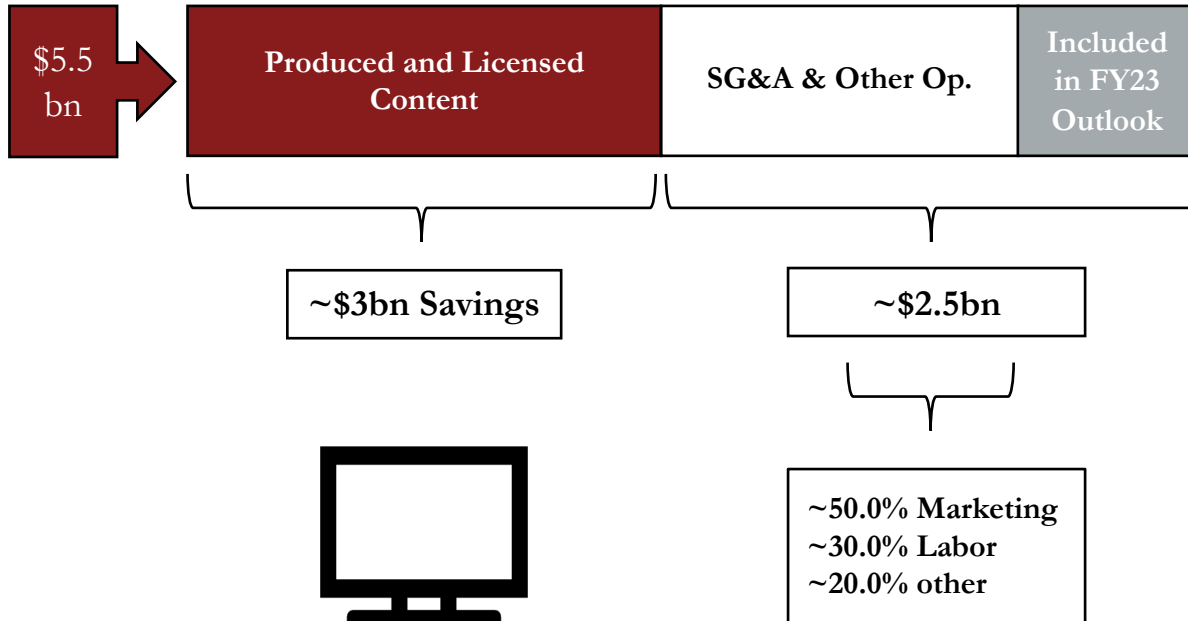 $5.5
bn
Produced and Licensed
Content
SG&A & Other Op.
Included
in FY23
Outlook
~$3bn Savings
~$2.5bn
~50.0% Marketing
~30.0% Labor
~20.0% other